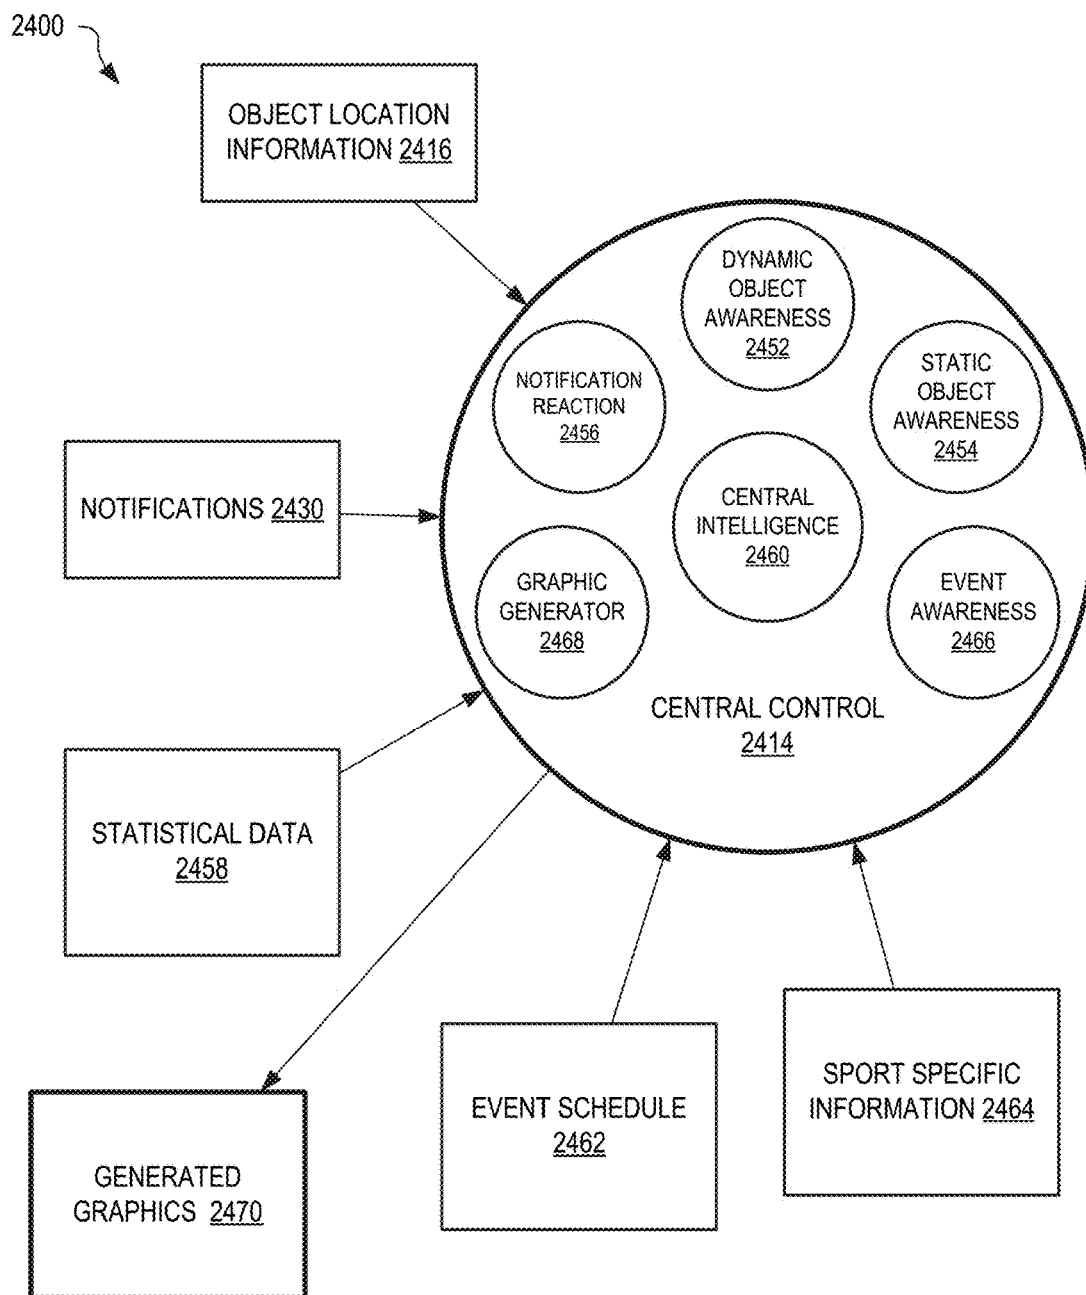 2400
OBJECT LOCATION
INFORMATION 2416
DYNAMIC
OBJECT
AWARENESS
2452
NOTIFICATION
REACTION
2456
STATIC
OBJECT
AWARENESS
2454
NOTIFICATIONS 2430
CENTRAL
INTELLIGENCE
2460
GRAPHIC
GENERATOR
2468
EVENT
AWARENESS
2466
CENTRAL CONTROL
2414
STATISTICAL DATA
2458
EVENT SCHEDULE
2462
SPORT SPECIFIC
INFORMATION 2464
GENERATED
GRAPHICS 2470